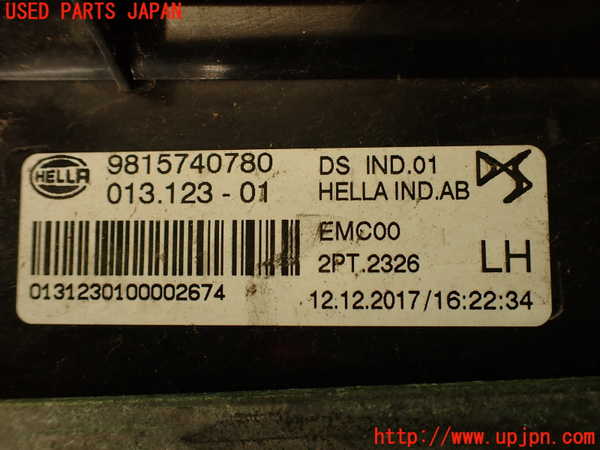 USED PARTS JAPAN
HELLA 9815740780 DS IND.01 DS
013.123-01 HELLA IND.AB
EMC00
2PT.2326 LH
0131230100002674 12.12.2017/16:22:34
http://www.upjpn.com